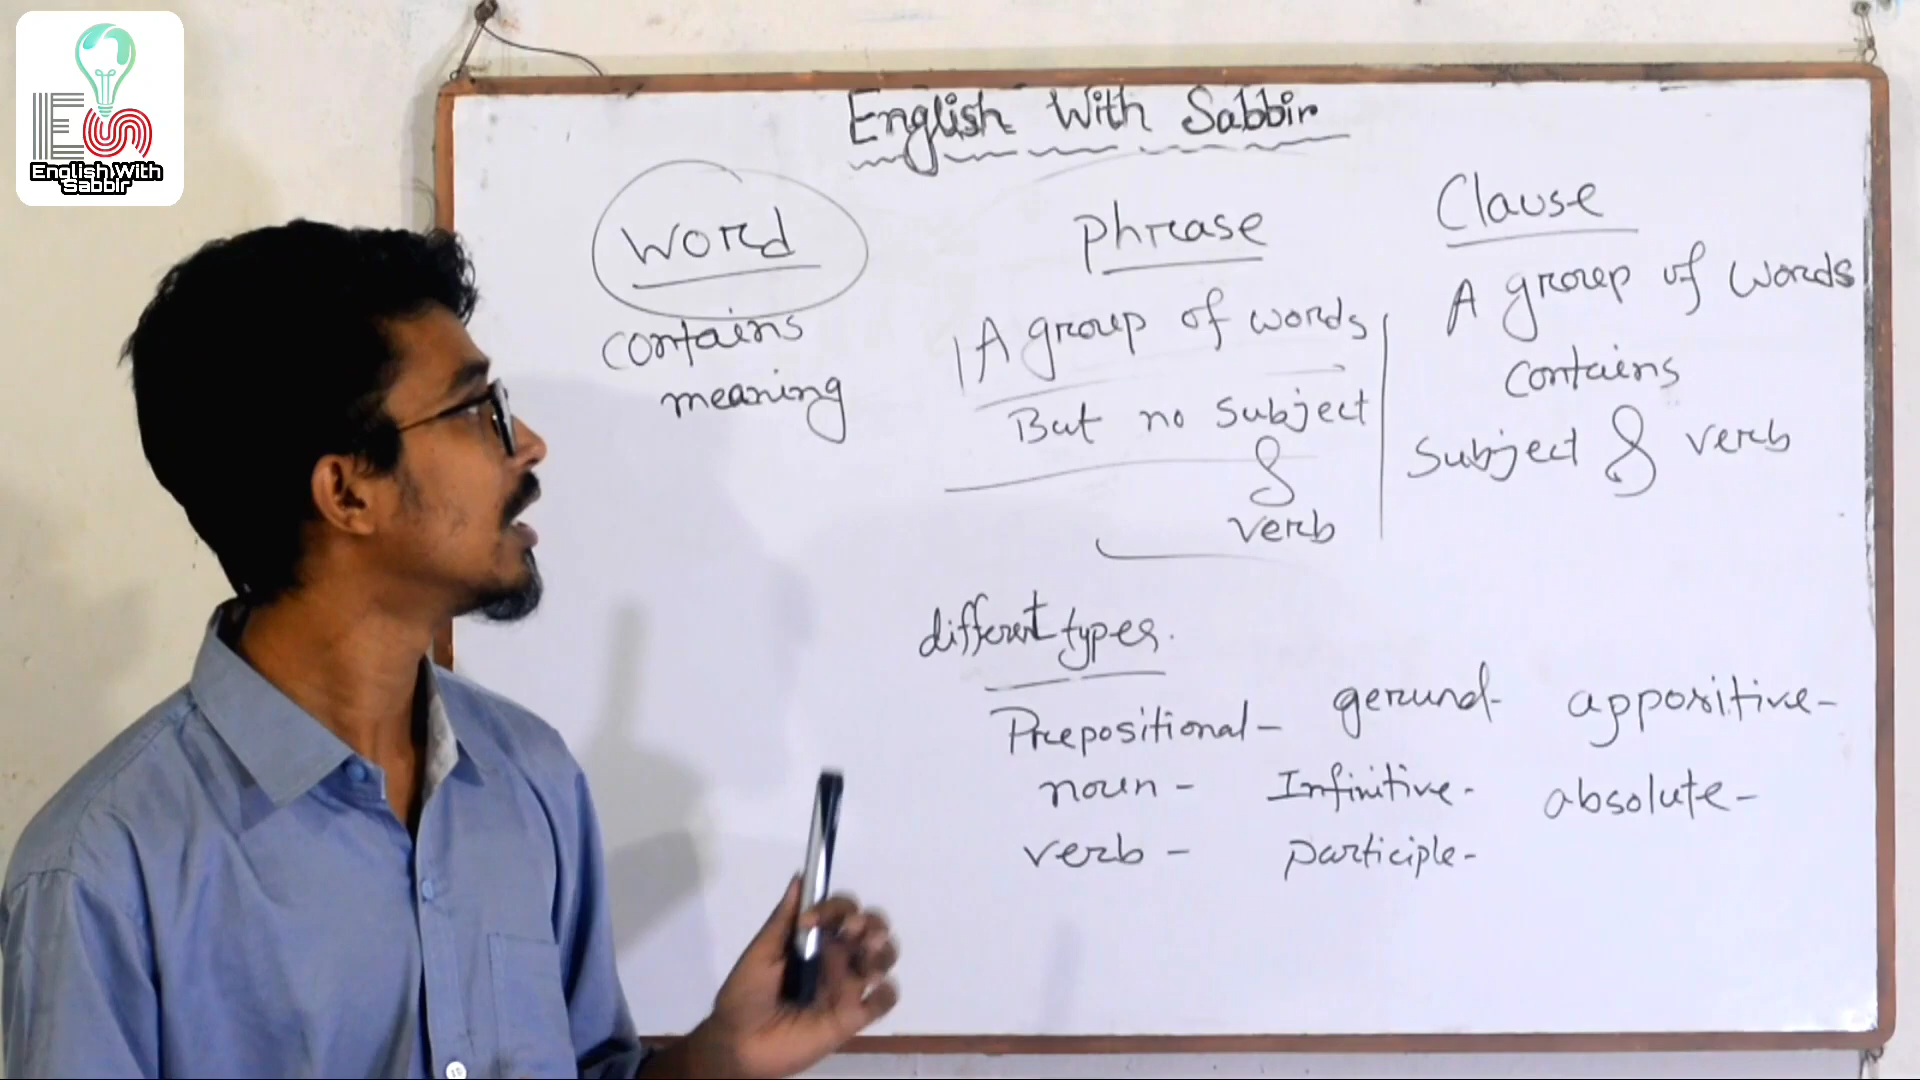 English With
Sabbir
English With Sabbir
word
contains
meaning
phrase
A group of words
But no subject
&
verb
Clause
A group of words
contains
subject & verb
different types.
Prepositional - gerund - appositive -
noun - Infinitive - absolute -
verb - participle -